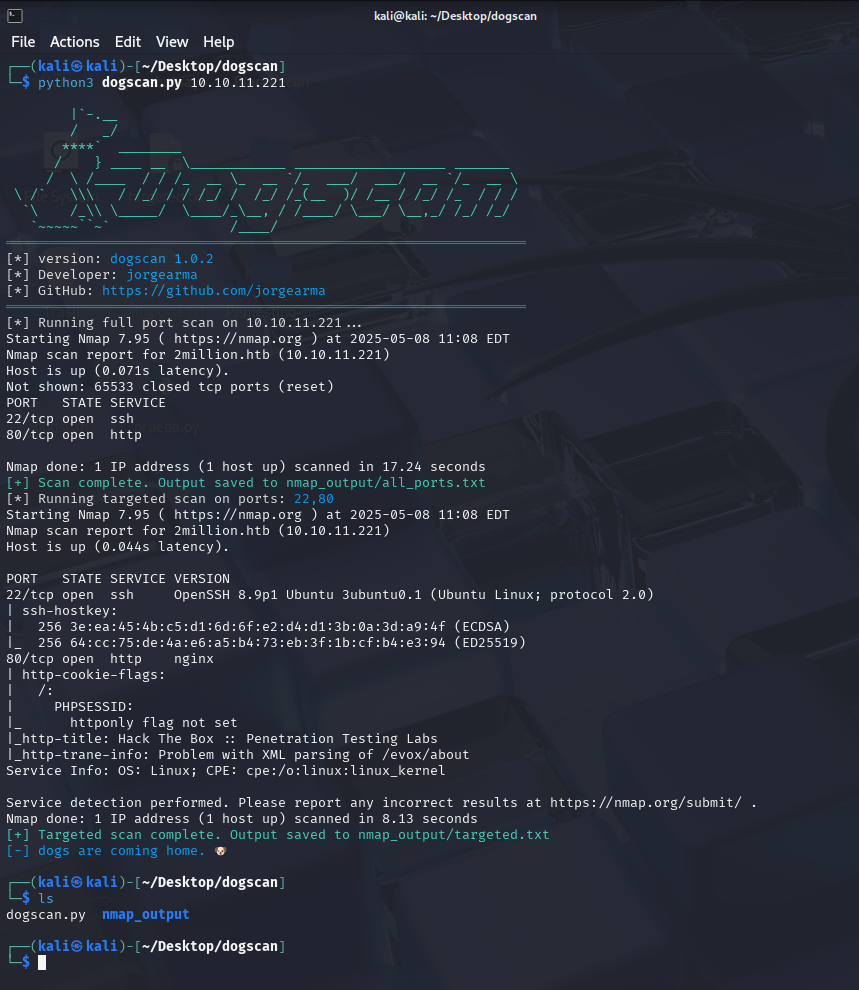 kali@kali: ~/Desktop/dogscan
File Actions Edit View Help
┌──(kali㉿kali)-[~/Desktop/dogscan]
└─$ python3 dogscan.py 10.10.11.221
dogscan
══════════════════════════════════════════════════════════════════
[*] version: dogscan 1.0.2
[*] Developer: jorgearma
[*] GitHub: https://github.com/jorgearma
══════════════════════════════════════════════════════════════════
[*] Running full port scan on 10.10.11.221...
Starting Nmap 7.95 ( https://nmap.org ) at 2025-05-08 11:08 EDT
Nmap scan report for 2million.htb (10.10.11.221)
Host is up (0.071s latency).
Not shown: 65533 closed tcp ports (reset)
PORT   STATE SERVICE
22/tcp open  ssh
80/tcp open  http
Nmap done: 1 IP address (1 host up) scanned in 17.24 seconds
[+] Scan complete. Output saved to nmap_output/all_ports.txt
[*] Running targeted scan on ports: 22,80
Starting Nmap 7.95 ( https://nmap.org ) at 2025-05-08 11:08 EDT
Nmap scan report for 2million.htb (10.10.11.221)
Host is up (0.044s latency).
PORT   STATE SERVICE VERSION
22/tcp open  ssh     OpenSSH 8.9p1 Ubuntu 3ubuntu0.1 (Ubuntu Linux; protocol 2.0)
| ssh-hostkey:
|   256 3e:ea:45:4b:c5:d1:6d:6f:e2:d4:d1:3b:0a:3d:a9:4f (ECDSA)
|_  256 64:cc:75:de:4a:e6:a5:b4:73:eb:3f:1b:cf:b4:e3:94 (ED25519)
80/tcp open  http    nginx
| http-cookie-flags:
|   /:
|     PHPSESSID:
|_      httponly flag not set
|_http-title: Hack The Box :: Penetration Testing Labs
|_http-trane-info: Problem with XML parsing of /evox/about
Service Info: OS: Linux; CPE: cpe:/o:linux:linux_kernel
Service detection performed. Please report any incorrect results at https://nmap.org/submit/ .
Nmap done: 1 IP address (1 host up) scanned in 8.13 seconds
[+] Targeted scan complete. Output saved to nmap_output/targeted.txt
[-] dogs are coming home. 🐶
┌──(kali㉿kali)-[~/Desktop/dogscan]
└─$ ls
dogscan.py  nmap_output
┌──(kali㉿kali)-[~/Desktop/dogscan]
└─$